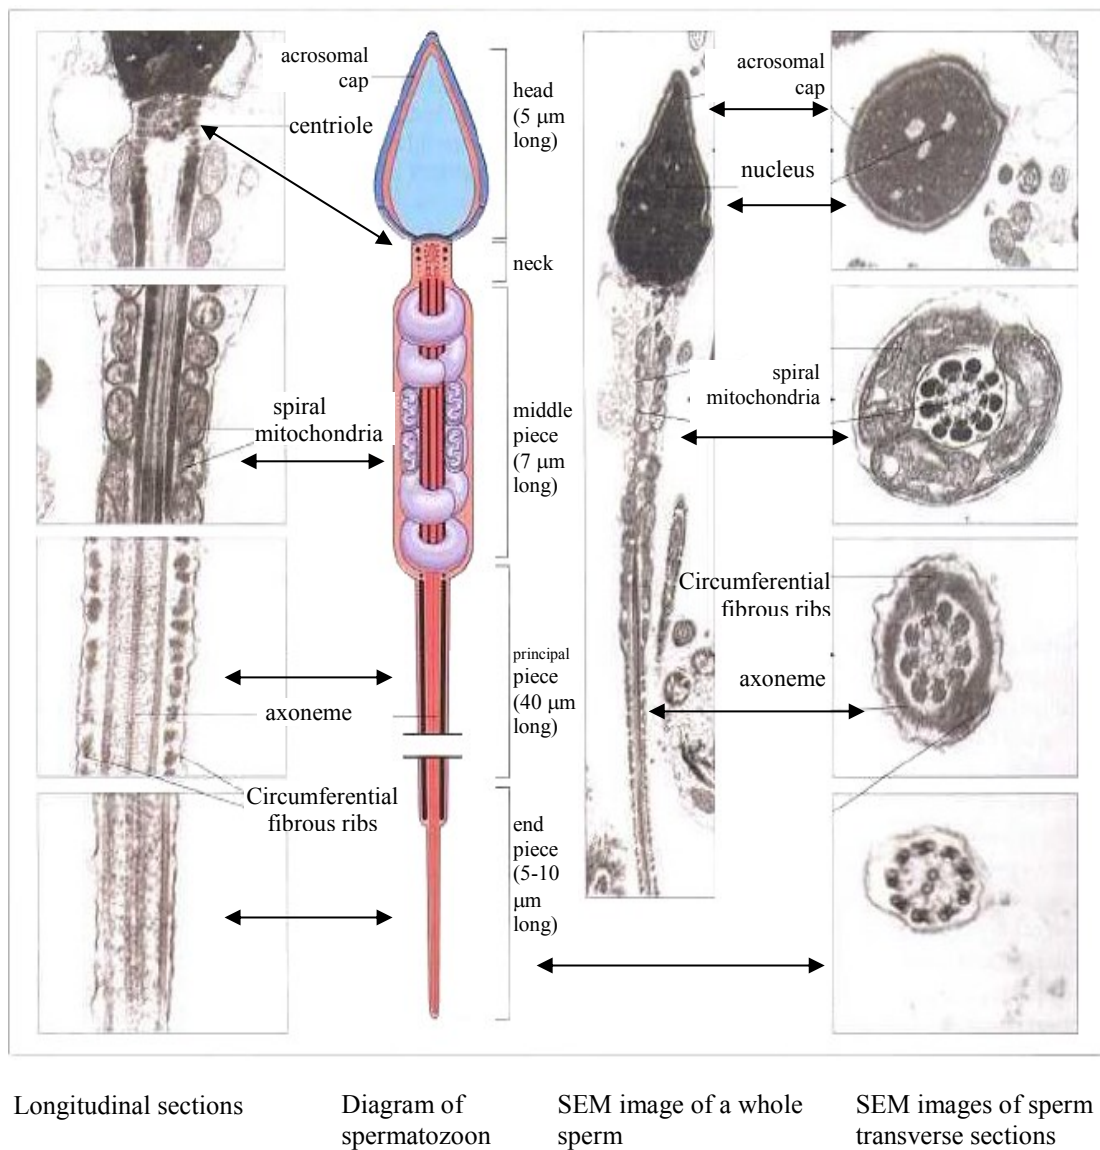 acrosomal
cap
centriole
spiral
mitochondria
axoneme
Circumferential
fibrous ribs
head
(5 μm
long)
neck
middle
piece
(7 μm
long)
principal
piece
(40 μm
long)
end
piece
(5-10
μm
long)
acrosomal
cap
nucleus
spiral
mitochondria
Circumferential
fibrous ribs
axoneme
Longitudinal sections
Diagram of
spermatozoon
SEM image of a whole
sperm
SEM images of sperm
transverse sections